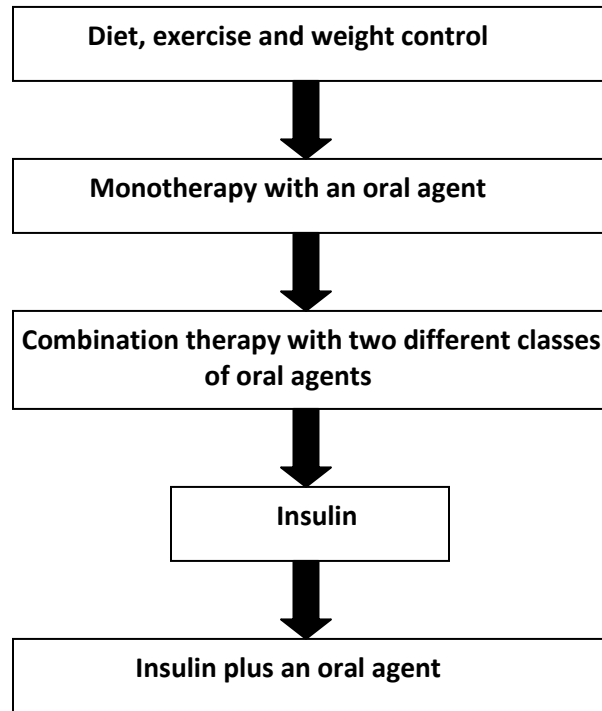 Diet, exercise and weight control
Monotherapy with an oral agent
Combination therapy with two different classes
of oral agents
Insulin
Insulin plus an oral agent